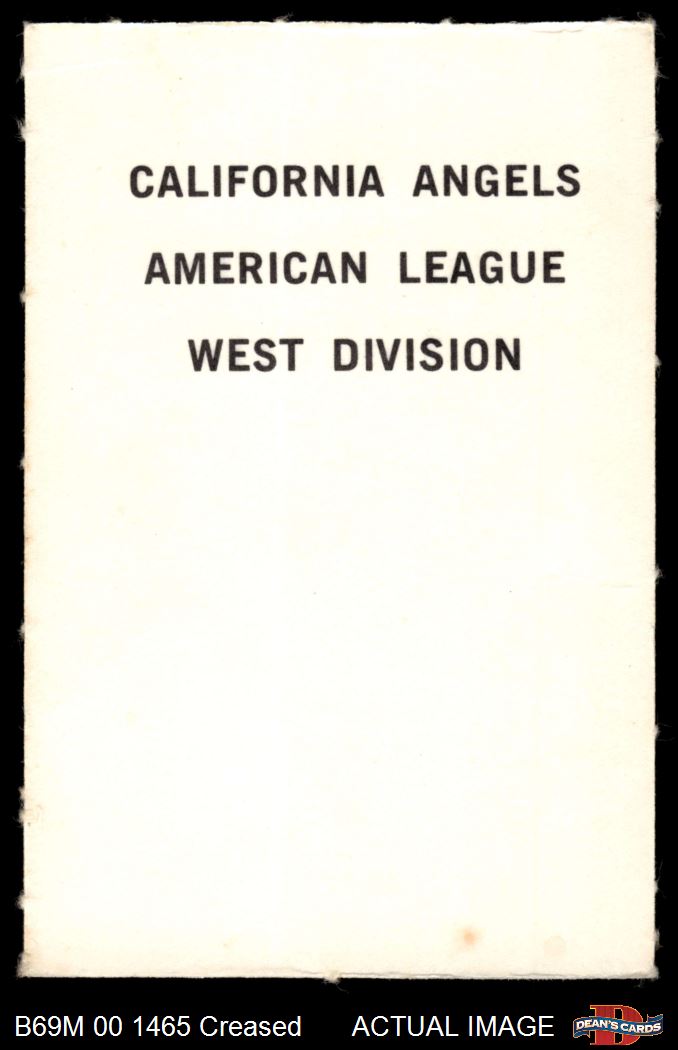 CALIFORNIA ANGELS
AMERICAN LEAGUE
WEST DIVISION
B69M 00 1465 Creased ACTUAL IMAGE DEAN'S CARDS